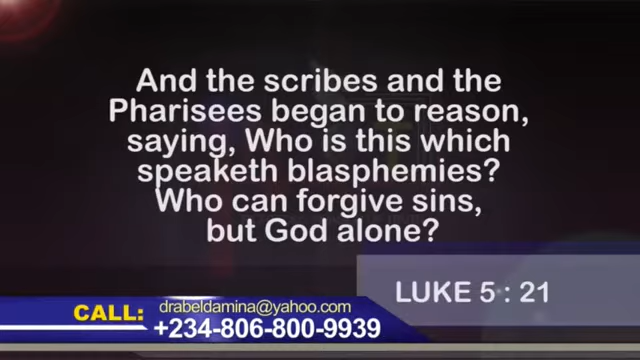 And the scribes and the
Pharisees began to reason,
saying, Who is this which
speaketh blasphemies?
Who can forgive sins,
but God alone?
LUKE 5 : 21
CALL: drabeldamina@yahoo.com
+234-806-800-9939